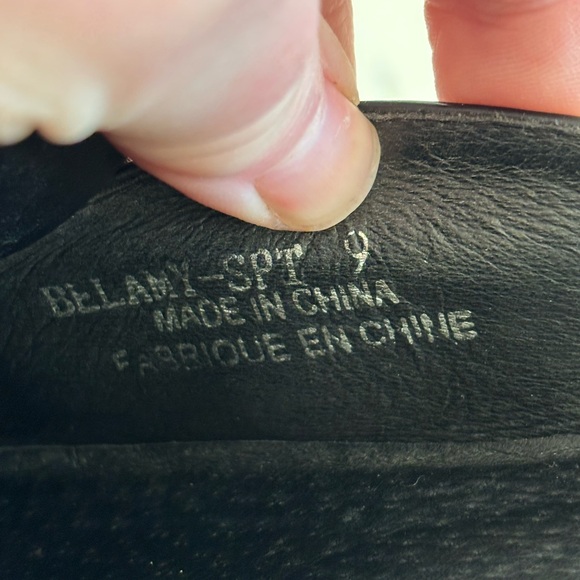 BELAMY-SPT 9
MADE IN CHINA
FABRIQUE EN CHINE